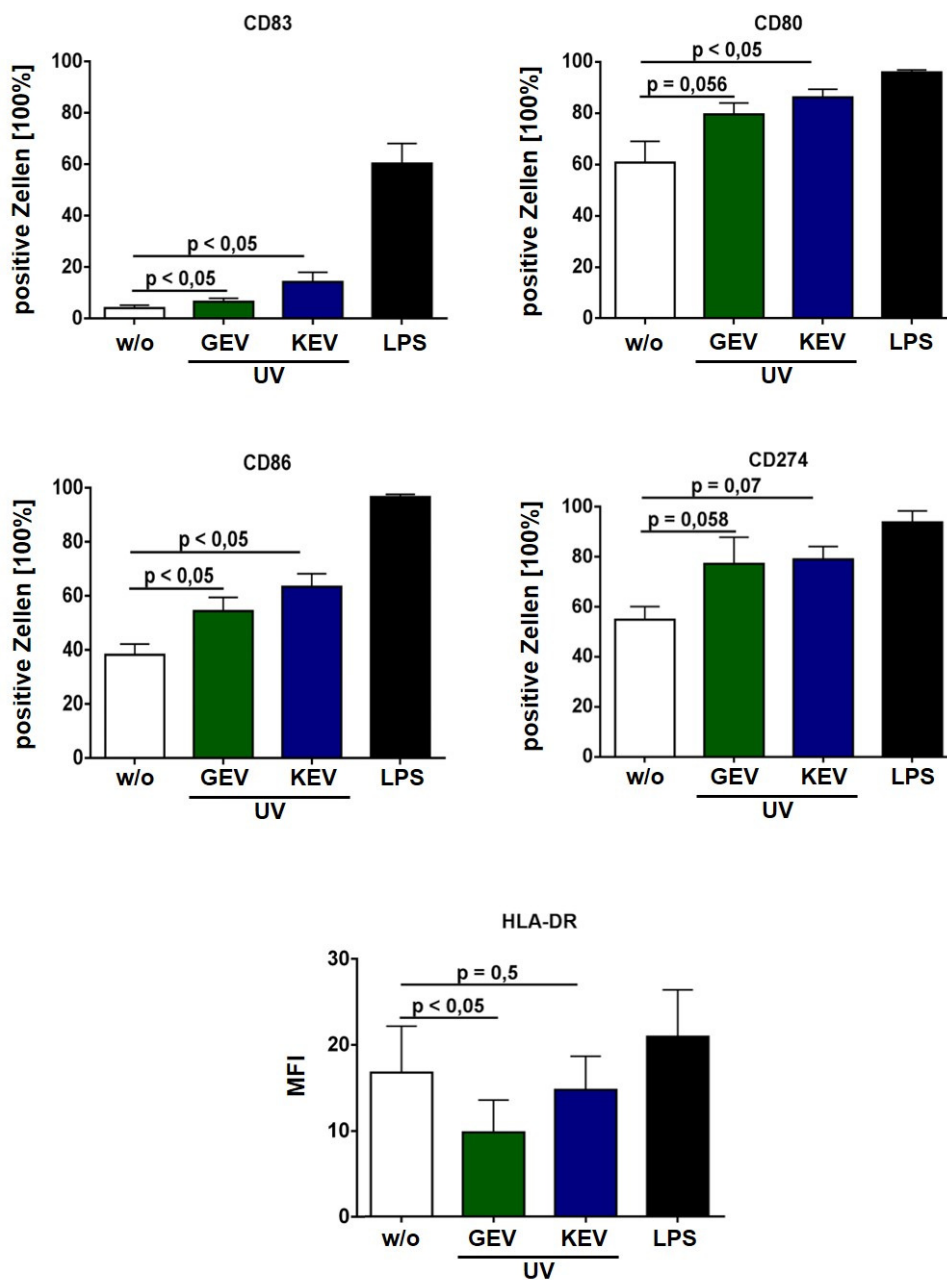 CD83
positive Zellen [100%]
100
80
60
40
20
0
p < 0,05
p < 0,05
w/o GEV KEV LPS
UV
CD80
positive Zellen [100%]
100
80
60
40
20
0
p < 0,05
p = 0,056
w/o GEV KEV LPS
UV
CD86
positive Zellen [100%]
100
80
60
40
20
0
p < 0,05
p < 0,05
w/o GEV KEV LPS
UV
CD274
positive Zellen [100%]
100
80
60
40
20
0
p = 0,07
p = 0,058
w/o GEV KEV LPS
UV
HLA-DR
MFI
30
20
10
0
p = 0,5
p < 0,05
w/o GEV KEV LPS
UV